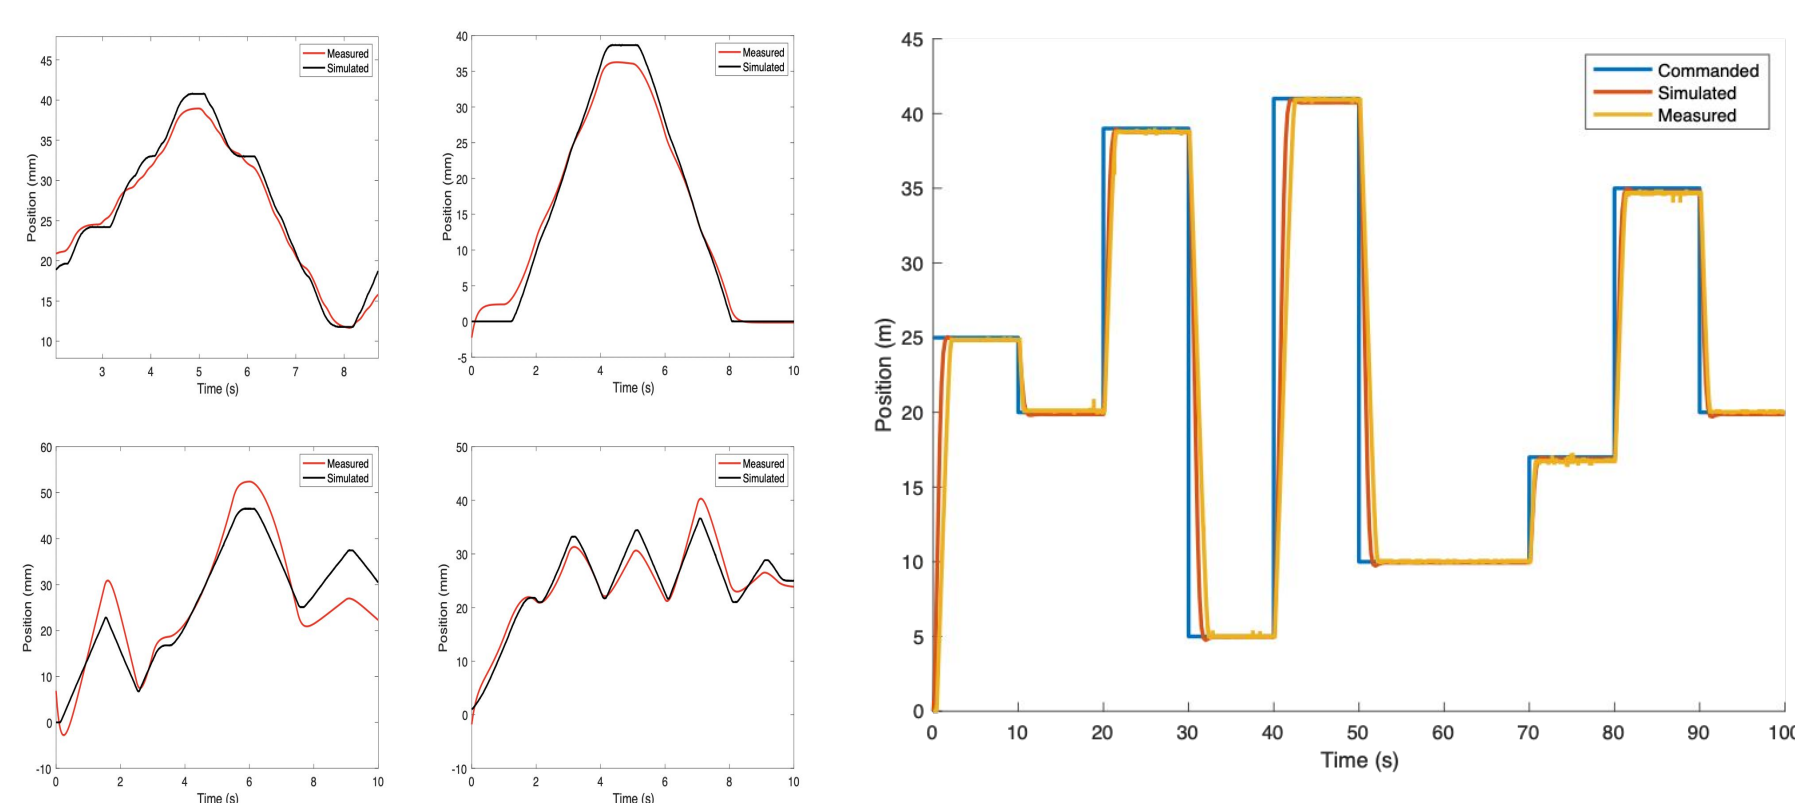 Measured
Simulated
45
40
35
30
25
20
15
10
3 4 5 6 7 8
Position (mm)
Time (s)
Measured
Simulated
40
35
30
25
20
15
10
5
0
-5
0 2 4 6 8 10
Position (mm)
Time (s)
Measured
Simulated
60
50
40
30
20
10
0
-10
0 2 4 6 8 10
Position (mm)
Time (s)
Measured
Simulated
50
40
30
20
10
0
-10
0 2 4 6 8 10
Position (mm)
Time (s)
Commanded
Simulated
Measured
45
40
35
30
25
20
15
10
5
0
0 10 20 30 40 50 60 70 80 90 100
Position (m)
Time (s)